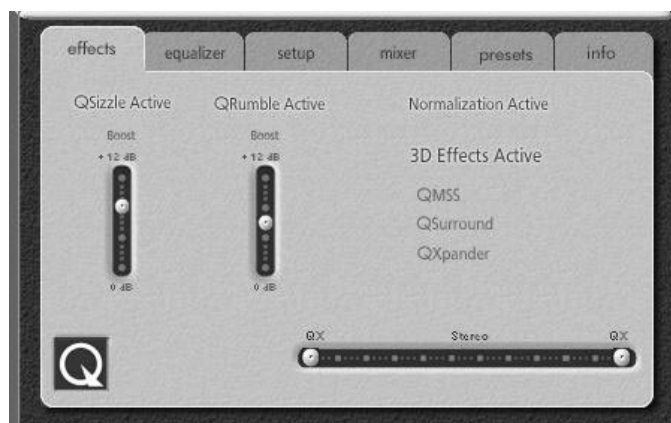 effects equalizer setup mixer presets info
QSizzle Active QRumble Active Normalization Active
Boost Boost
+ 12 dB + 12 dB
3D Effects Active
QMSS
QSurround
QXpander
0 dB 0 dB
QX Stereo QX
Q